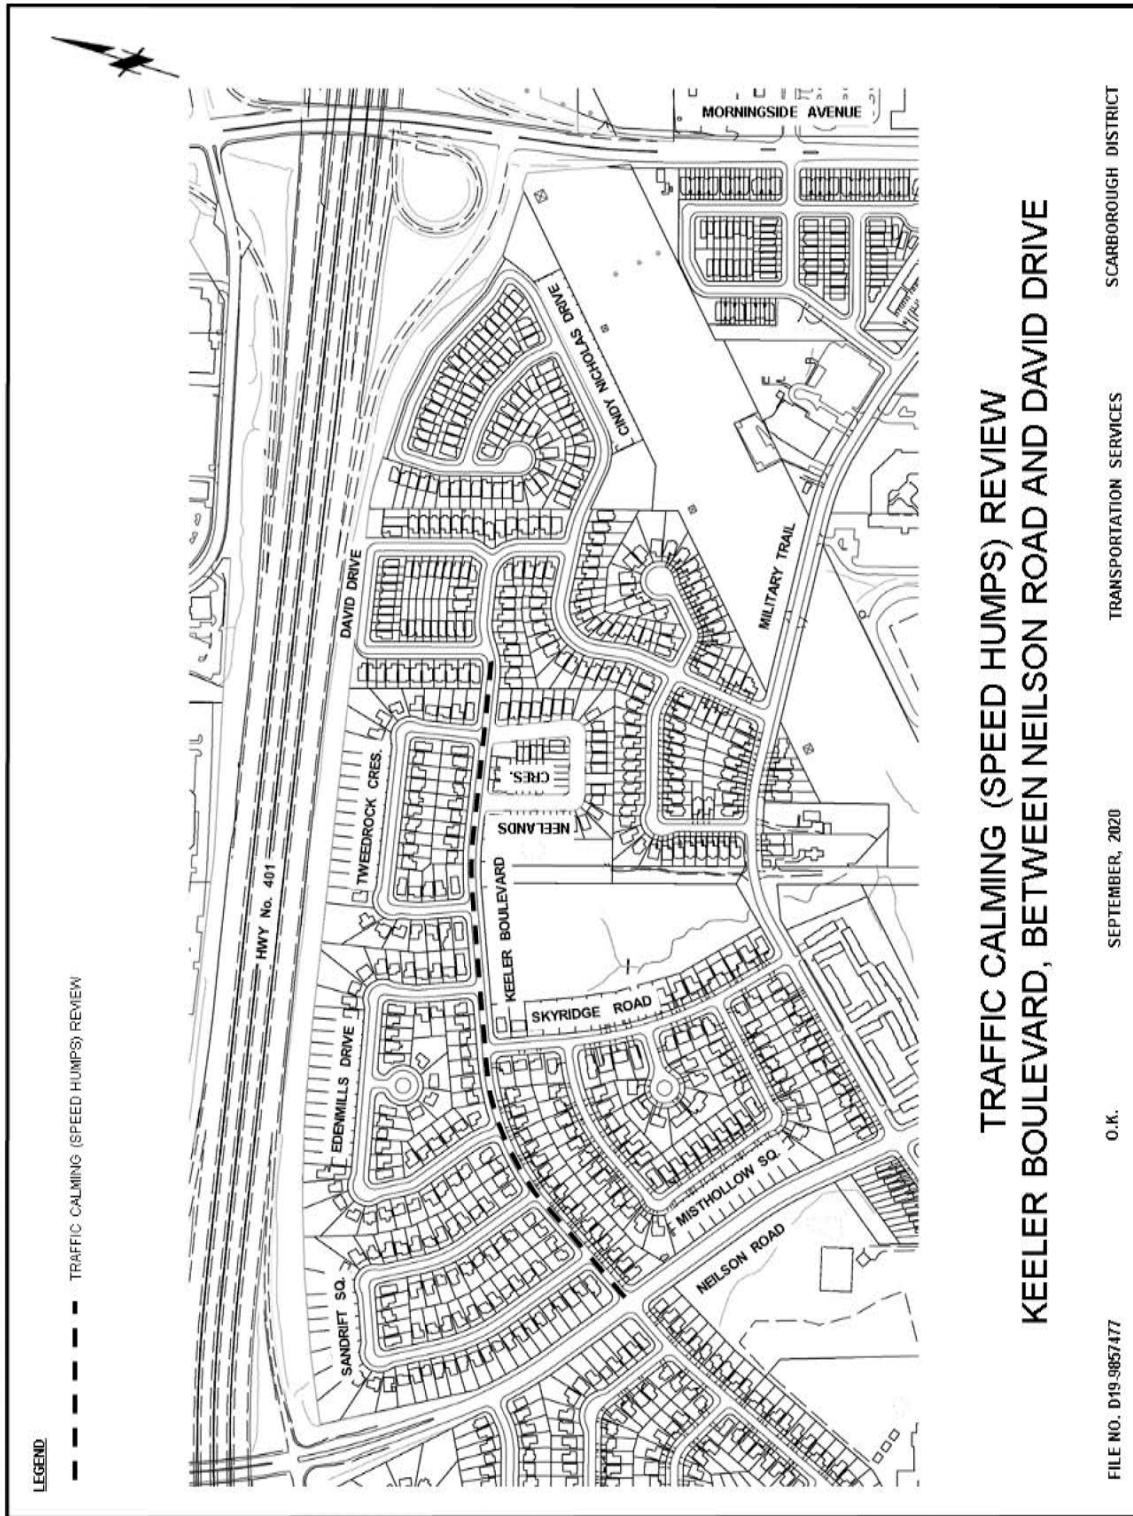 LEGEND
TRAFFIC CALMING (SPEED HUMPS) REVIEW
MORNINGSIDE AVENUE
CINDY NICHOLAS DRIVE
DAVID DRIVE
MILITARY TRAIL
HWY No. 401
TWEEDROCK CRES.
CRES.
NEELANDS
KEELER BOULEVARD
SKYRIDGE ROAD
EDENMILLS DRIVE
MISTHOLLOW SQ.
SANDRIFT SQ.
NEILSON ROAD
TRAFFIC CALMING (SPEED HUMPS) REVIEW
KEELER BOULEVARD, BETWEEN NEILSON ROAD AND DAVID DRIVE
FILE NO. D19-9857477 O.K. SEPTEMBER, 2020 TRANSPORTATION SERVICES SCARBOROUGH DISTRICT